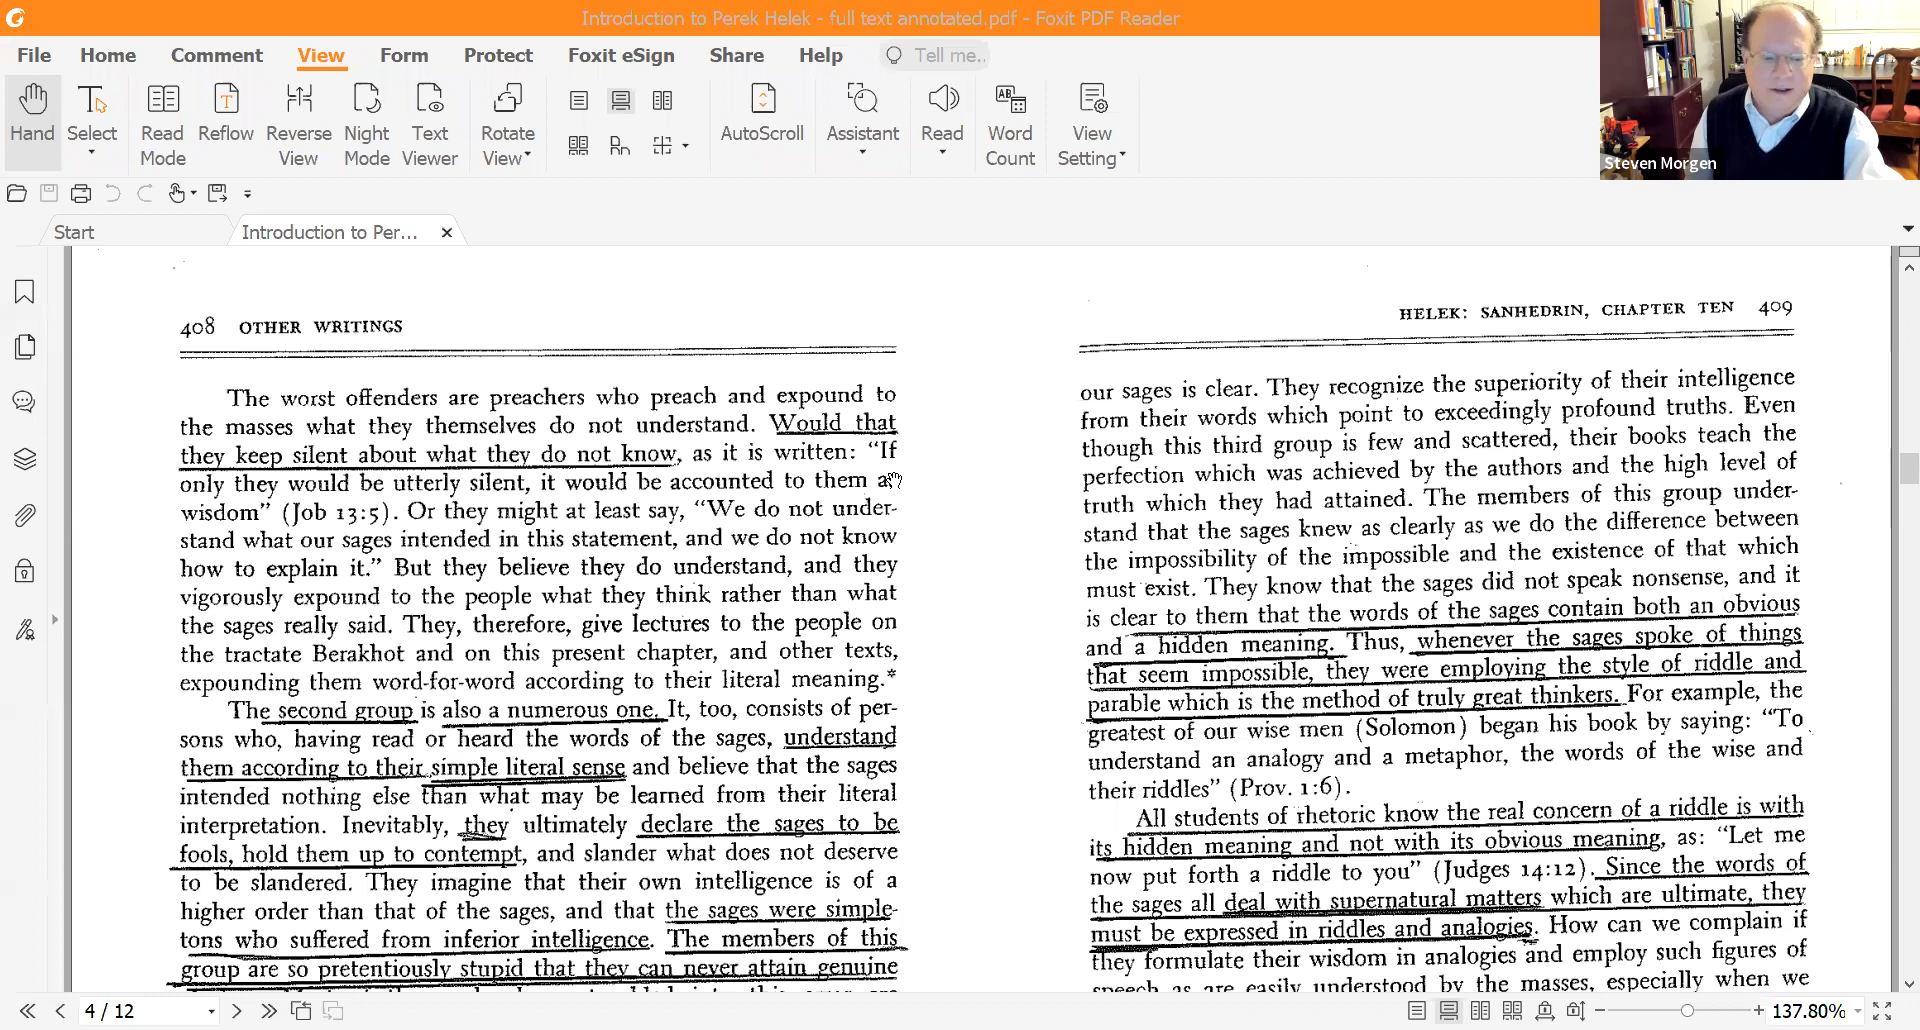 Introduction to Perek Helek - full text annotated.pdf - Foxit PDF Reader
File Home Comment View Form Protect Foxit eSign Share Help Tell me..
Hand Select Read Mode Reflow Reverse View Night Mode Text Viewer Rotate View AutoScroll Assistant Read Word Count View Setting
Steven Morgen
Start Introduction to Per...
408 OTHER WRITINGS
The worst offenders are preachers who preach and expound to
the masses what they themselves do not understand. Would that
they keep silent about what they do not know, as it is written: “If
only they would be utterly silent, it would be accounted to them as
wisdom” (Job 13:5). Or they might at least say, “We do not under-
stand what our sages intended in this statement, and we do not know
how to explain it.” But they believe they do understand, and they
vigorously expound to the people what they think rather than what
the sages really said. They, therefore, give lectures to the people on
the tractate Berakhot and on this present chapter, and other texts,
expounding them word-for-word according to their literal meaning.*
The second group is also a numerous one. It, too, consists of per-
sons who, having read or heard the words of the sages, understand
them according to their simple literal sense and believe that the sages
intended nothing else than what may be learned from their literal
interpretation. Inevitably, they ultimately declare the sages to be
fools, hold them up to contempt, and slander what does not deserve
to be slandered. They imagine that their own intelligence is of a
higher order than that of the sages, and that the sages were simple-
tons who suffered from inferior intelligence. The members of this
group are so pretentiously stupid that they can never attain genuine
HELEK: SANHEDRIN, CHAPTER TEN 409
our sages is clear. They recognize the superiority of their intelligence
from their words which point to exceedingly profound truths. Even
though this third group is few and scattered, their books teach the
perfection which was achieved by the authors and the high level of
truth which they had attained. The members of this group under-
stand that the sages knew as clearly as we do the difference between
the impossibility of the impossible and the existence of that which
must exist. They know that the sages did not speak nonsense, and it
is clear to them that the words of the sages contain both an obvious
and a hidden meaning. Thus, whenever the sages spoke of things
that seem impossible, they were employing the style of riddle and
parable which is the method of truly great thinkers. For example, the
greatest of our wise men (Solomon) began his book by saying: “To
understand an analogy and a metaphor, the words of the wise and
their riddles” (Prov. 1:6).
All students of rhetoric know the real concern of a riddle is with
its hidden meaning and not with its obvious meaning, as: “Let me
now put forth a riddle to you” (Judges 14:12). Since the words of
the sages all deal with supernatural matters which are ultimate, they
must be expressed in riddles and analogies. How can we complain if
they formulate their wisdom in analogies and employ such figures of
speech as are easily understood by the masses, especially when we
4 / 12
137.80%